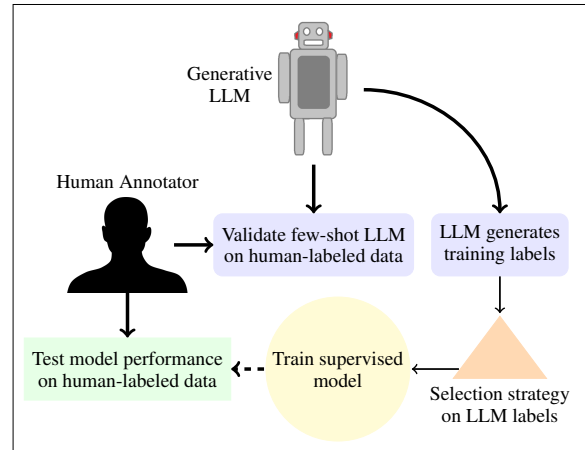 Generative
LLM
Human Annotator
Validate few-shot LLM
on human-labeled data
LLM generates
training labels
Test model performance
on human-labeled data
Train supervised
model
Selection strategy
on LLM labels